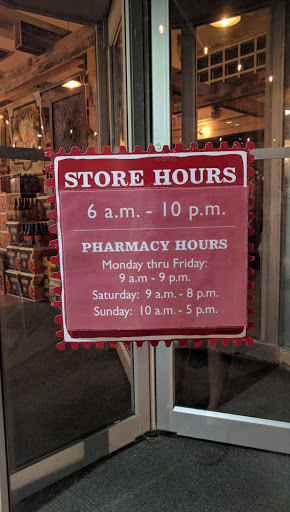 STORE HOURS
6 a.m. - 10 p.m.
PHARMACY HOURS
Monday thru Friday:
9 a.m - 9 p.m.
Saturday: 9 a.m. - 8 p.m.
Sunday: 10 a.m. - 5 p.m.